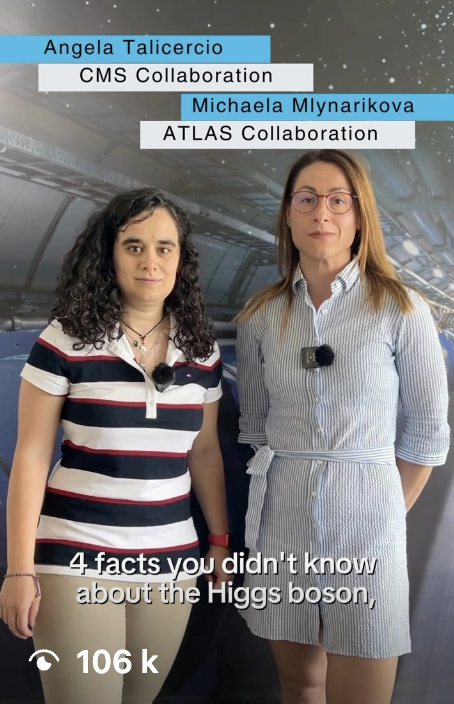 Angela Talicercio
CMS Collaboration
Michaela Mlynarikova
ATLAS Collaboration
4 facts you didn't know
about the Higgs boson,
106 k